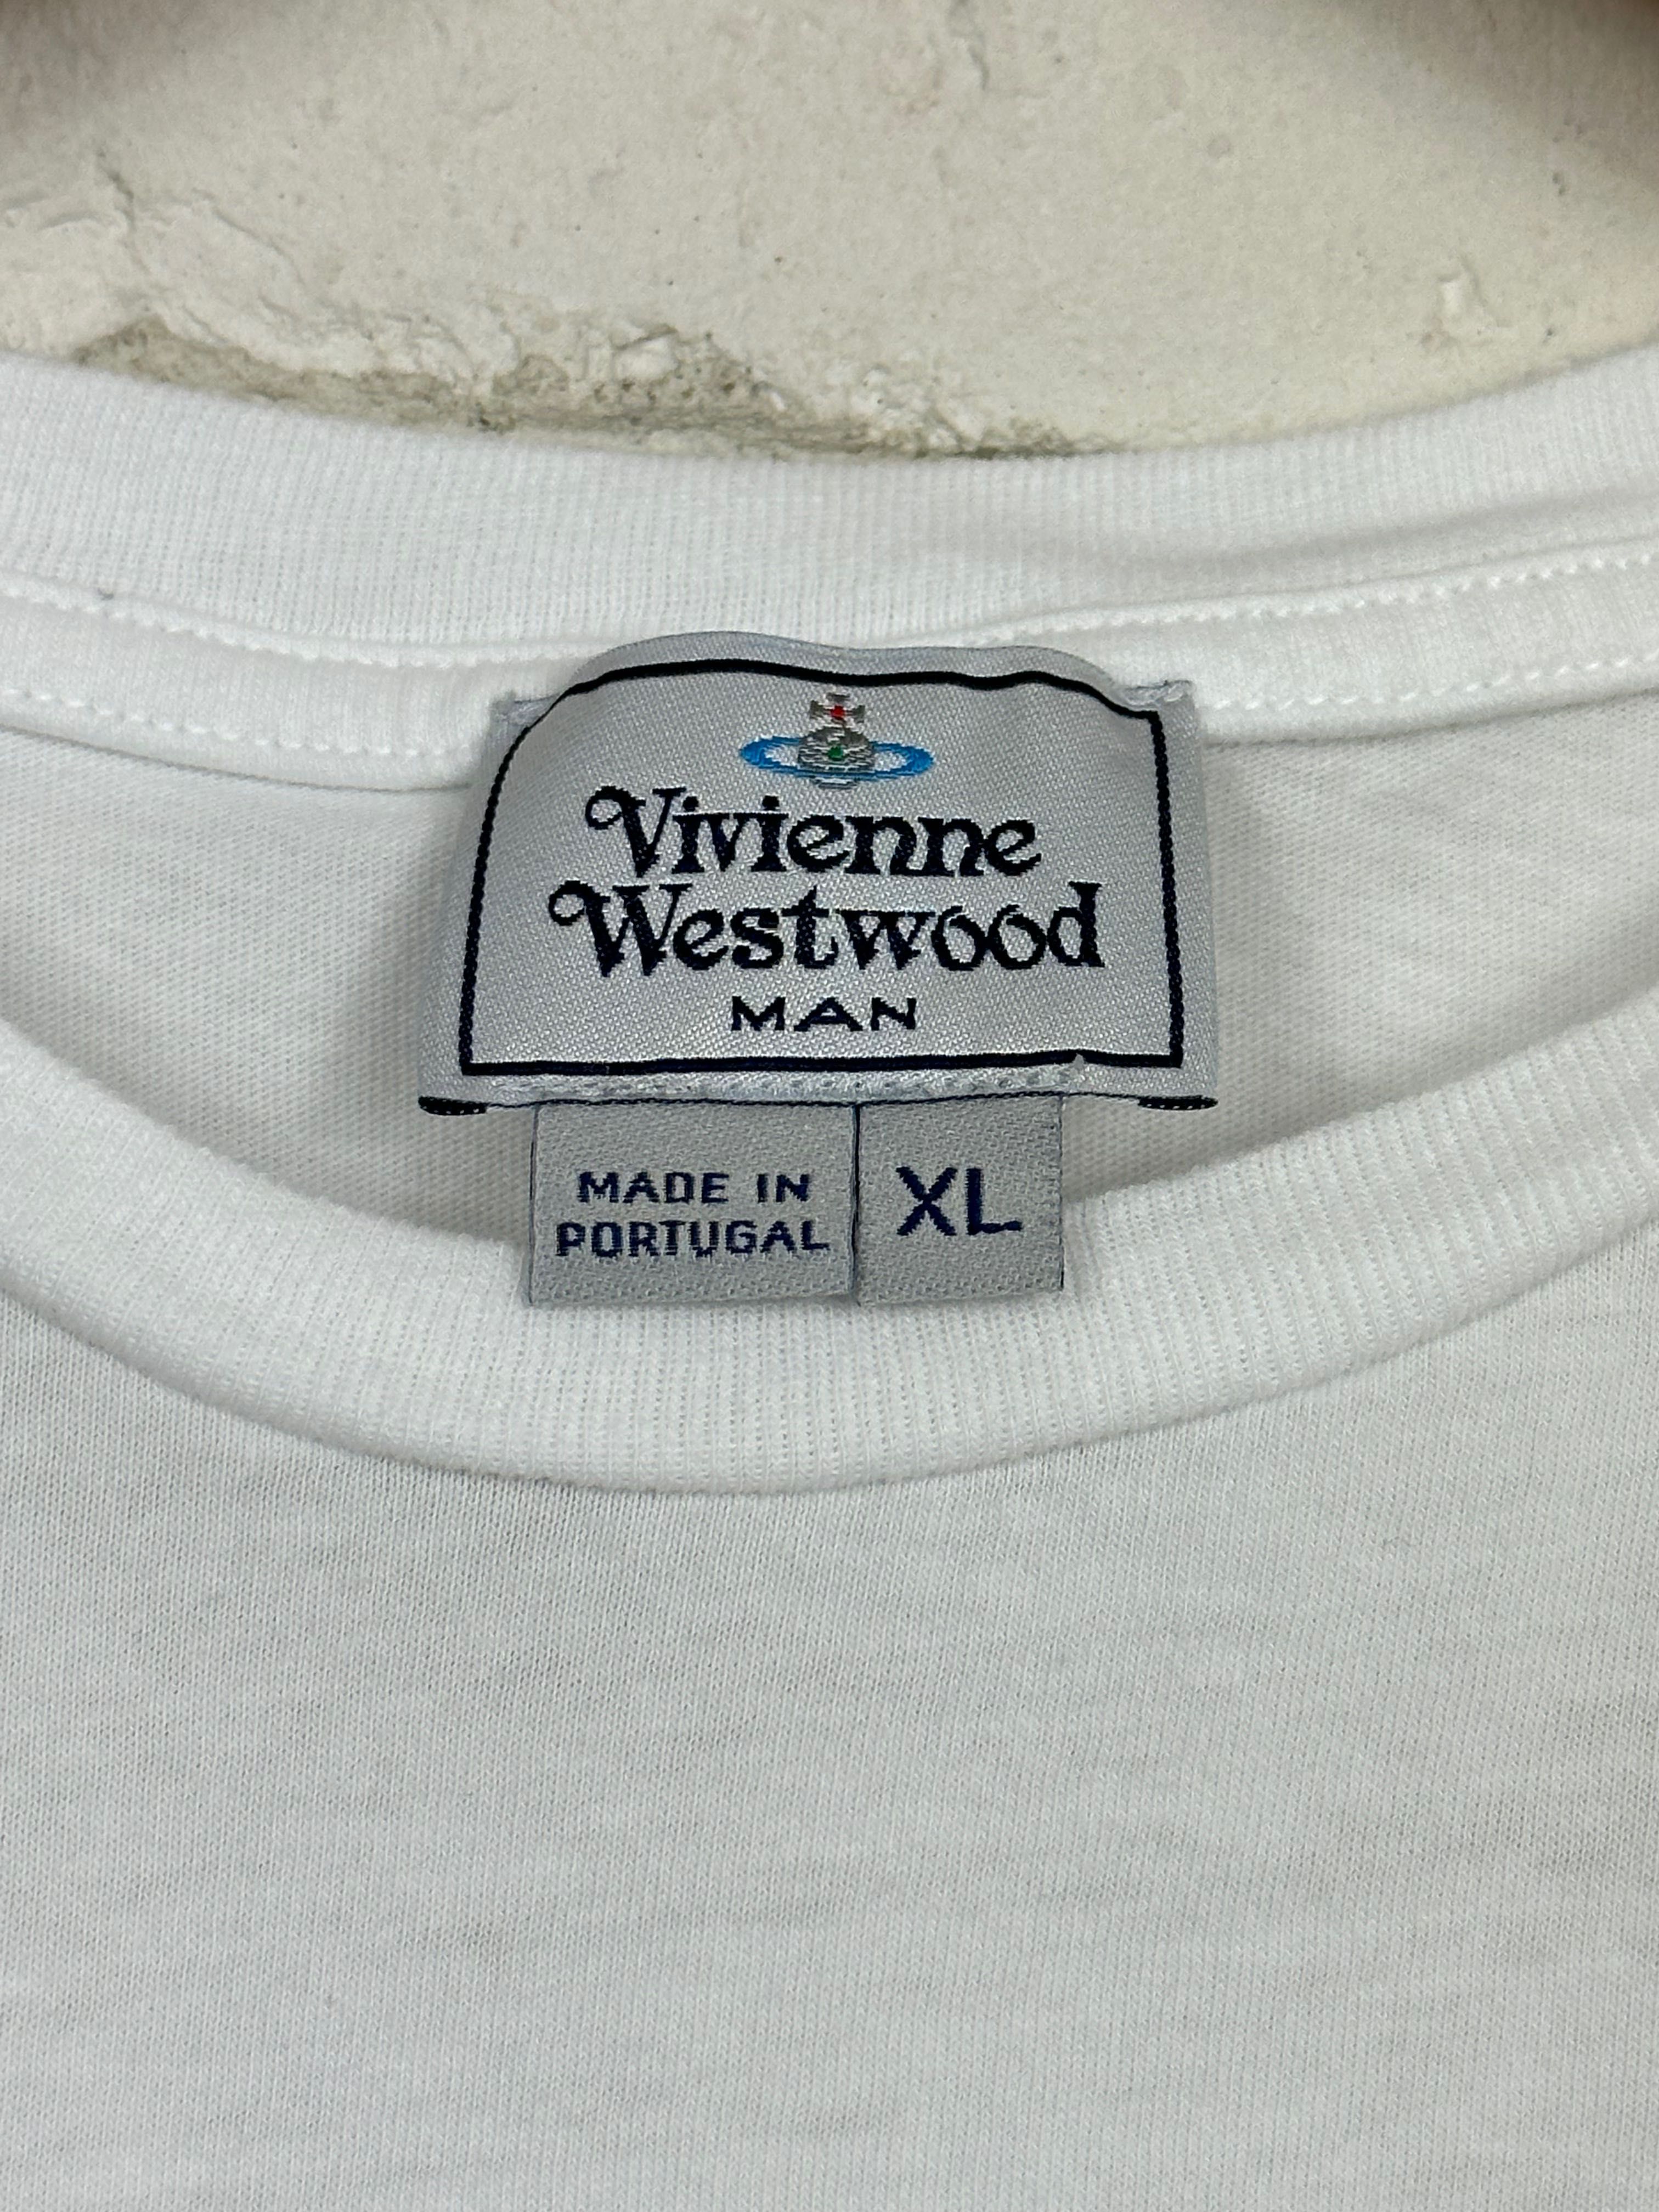 Vivienne
Westwood
MAN
MADE IN
PORTUGAL
XL